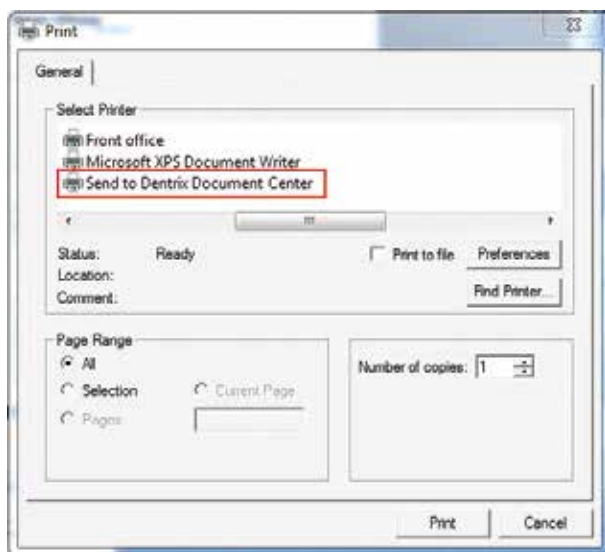 Print
General
Select Printer
Front office
Microsoft XPS Document Writer
Send to Dentrix Document Center
Status: Ready
Print to file
Preferences
Location:
Comment:
Find Printer...
Page Range
All
Selection
Current Page
Pages:
Number of copies: 1
Print
Cancel